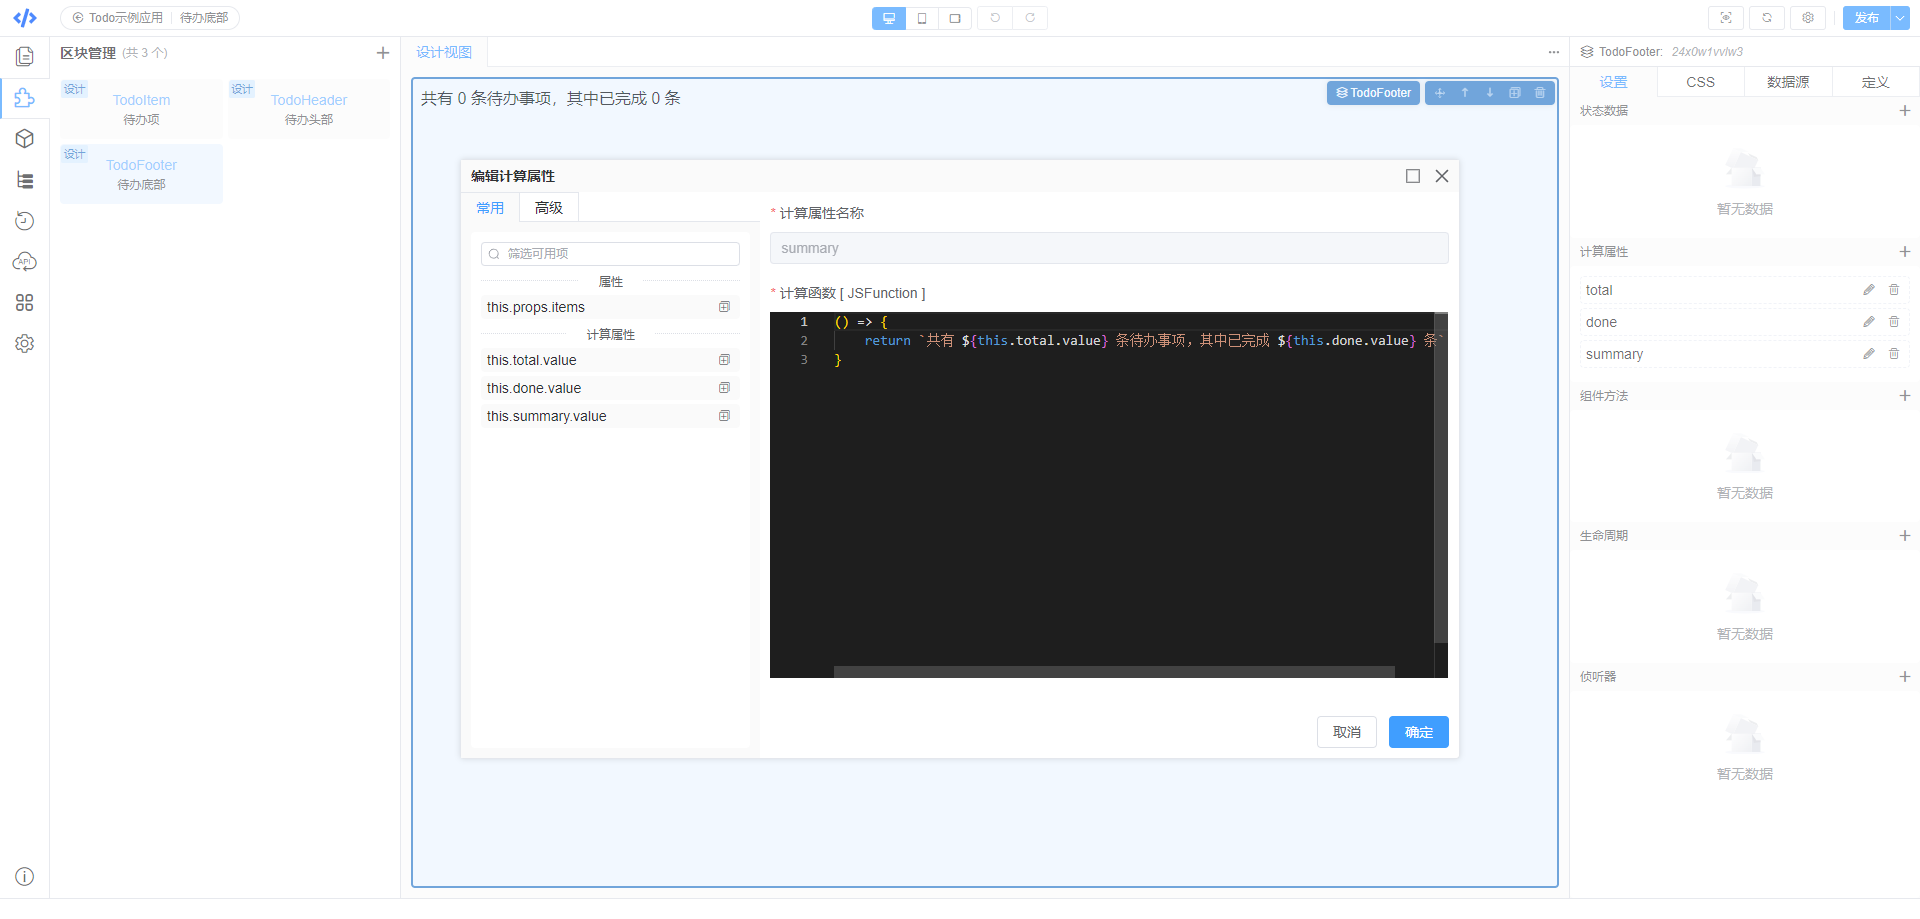 Todo示例应用 待办底部
发布
区块管理 (共 3 个)
设计
TodoItem
待办项
设计
TodoHeader
待办头部
设计
TodoFooter
待办底部
API
设计视图
共有 0 条待办事项，其中已完成 0 条
TodoFooter
编辑计算属性
常用
高级
筛选可用项
属性
this.props.items
计算属性
this.total.value
this.done.value
this.summary.value
* 计算属性名称
summary
* 计算函数 [ JSFunction ]
1 () => {
2 return `共有 ${this.total.value} 条待办事项，其中已完成 ${this.done.value} 条`
3 }
取消
确定
TodoFooter: 24x0w1vvlw3
设置
CSS
数据源
定义
状态数据
暂无数据
计算属性
total
done
summary
组件方法
暂无数据
生命周期
暂无数据
侦听器
暂无数据